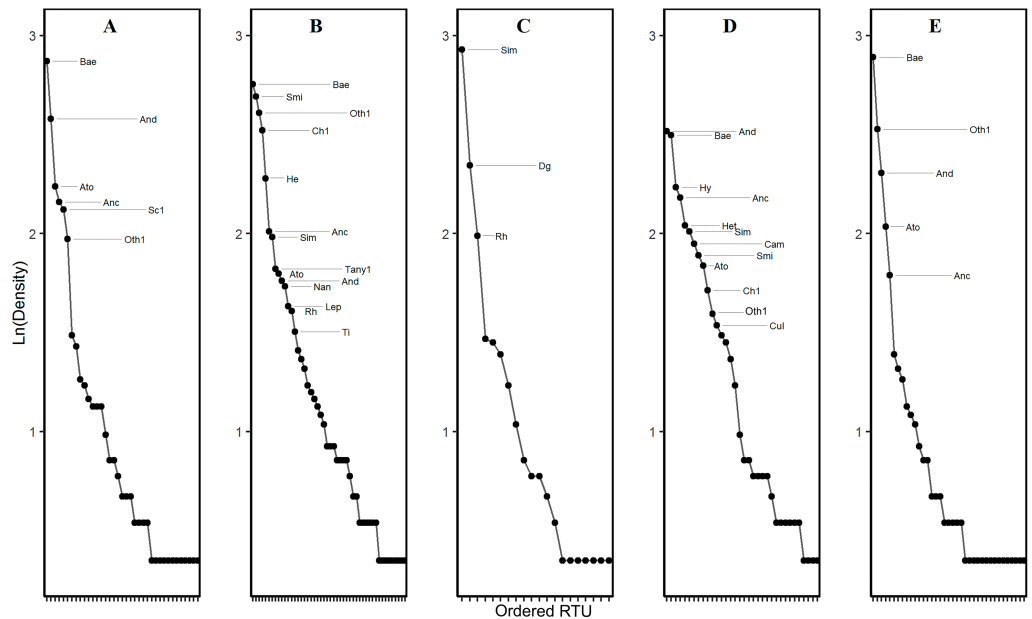 A
B
C
D
E
3
2
1
Ln(Density)
Bae
And
Ato
Anc
Sc1
Oth1
3
2
1
Bae
Smi
Oth1
Ch1
He
Anc
Sim
Tany1
Ato
And
Nan
Lep
Rh
Ti
3
2
1
Sim
Dg
Rh
3
2
1
And
Bae
Hy
Anc
Het
Sim
Cam
Smi
Ato
Ch1
Oth1
Cul
3
2
1
Bae
Oth1
And
Ato
Anc
Ordered RTU